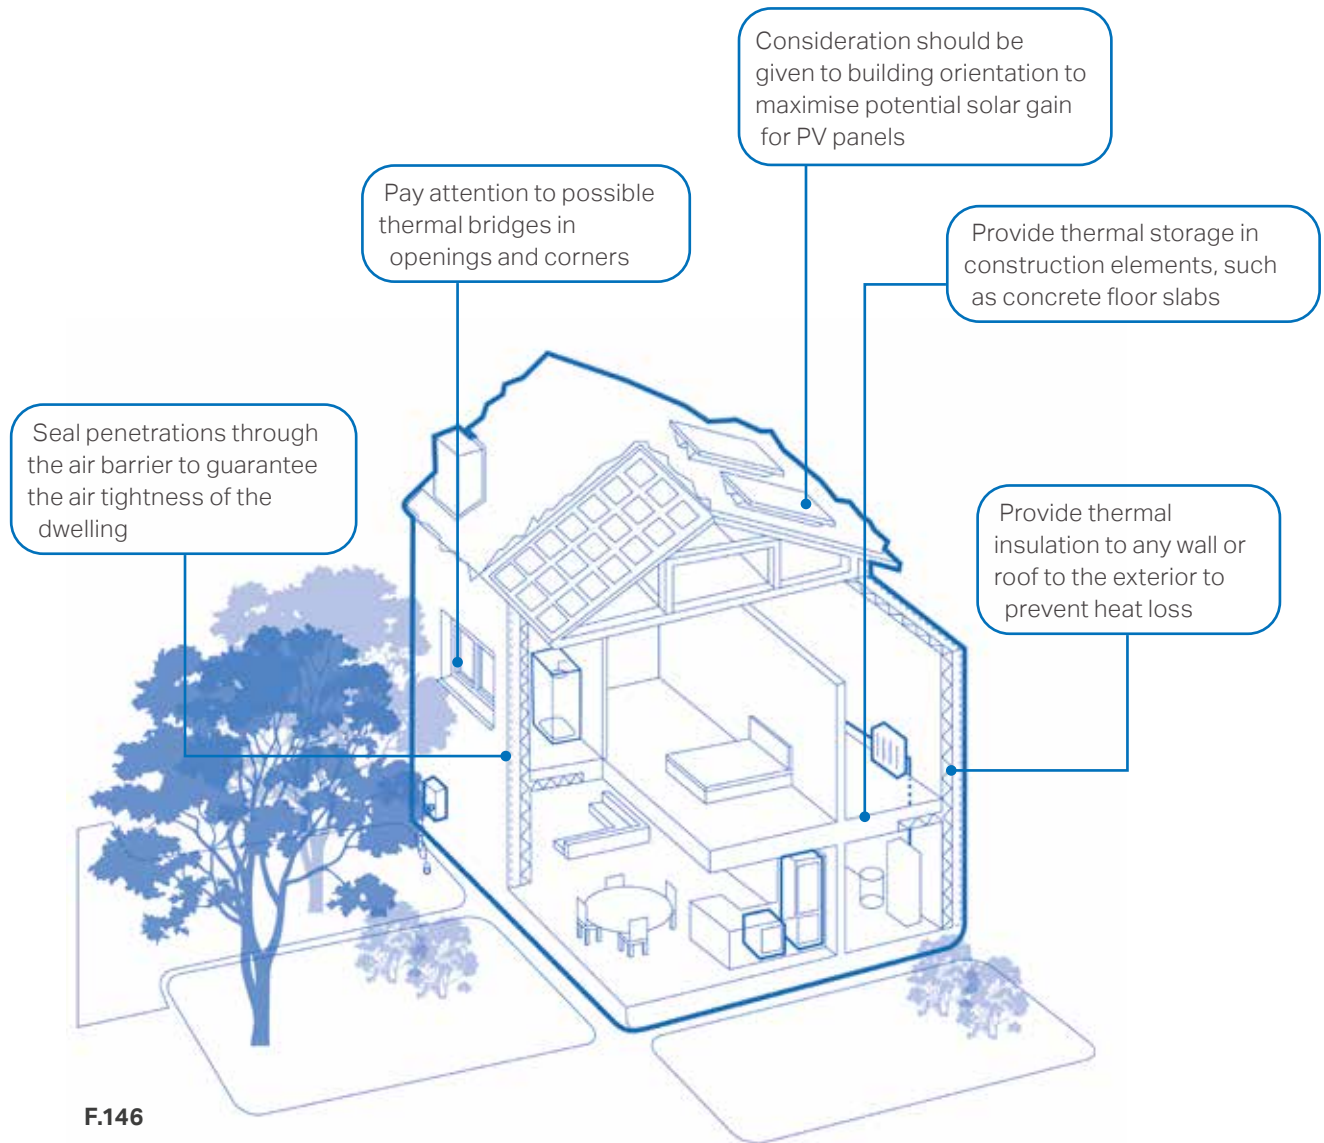 Consideration should be
given to building orientation to
maximise potential solar gain
for PV panels
Pay attention to possible
thermal bridges in
openings and corners
Provide thermal storage in
construction elements, such
as concrete floor slabs
Seal penetrations through
the air barrier to guarantee
the air tightness of the
dwelling
Provide thermal
insulation to any wall or
roof to the exterior to
prevent heat loss
F.146